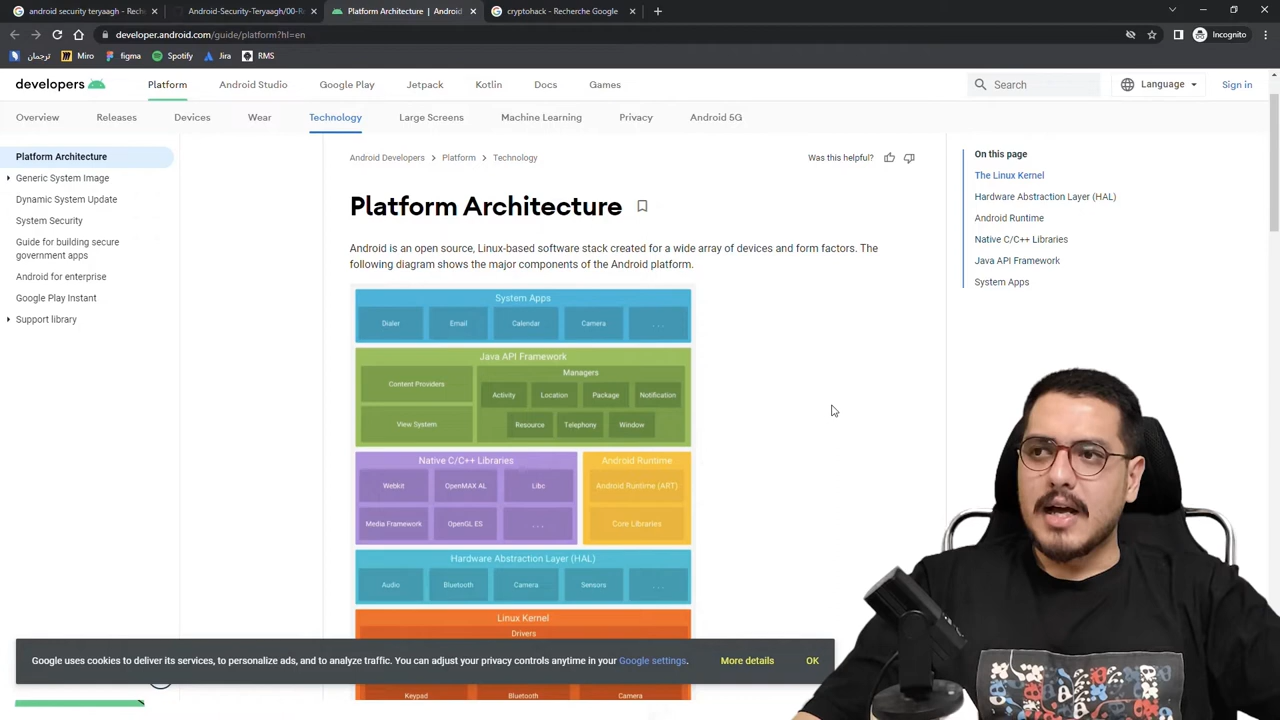 android security teryaagh - Rech
Android-Security-Teryaagh/00-R
Platform Architecture | Android
cryptohack - Recherche Google
developer.android.com/guide/platform?hl=en
Incognito
ترجمان
Miro
figma
Spotify
Jira
RMS
developers
Platform
Android Studio
Google Play
Jetpack
Kotlin
Docs
Games
Search
Language
Sign in
Overview
Releases
Devices
Wear
Technology
Large Screens
Machine Learning
Privacy
Android 5G
Platform Architecture
Generic System Image
Dynamic System Update
System Security
Guide for building secure
government apps
Android for enterprise
Google Play Instant
Support library
Android Developers
Platform
Technology
Was this helpful?
Platform Architecture
Android is an open source, Linux-based software stack created for a wide array of devices and form factors. The
following diagram shows the major components of the Android platform.
System Apps
Dialer
Email
Calendar
Camera
. . .
Java API Framework
Content Providers
View System
Managers
Activity
Location
Package
Notification
Resource
Telephony
Window
Native C/C++ Libraries
Webkit
OpenMAX AL
Libc
Media Framework
OpenGL ES
. . .
Android Runtime
Android Runtime (ART)
Core Libraries
Hardware Abstraction Layer (HAL)
Audio
Bluetooth
Camera
Sensors
. . .
Linux Kernel
Drivers
Keypad
Bluetooth
Camera
On this page
The Linux Kernel
Hardware Abstraction Layer (HAL)
Android Runtime
Native C/C++ Libraries
Java API Framework
System Apps
Google uses cookies to deliver its services, to personalize ads, and to analyze traffic. You can adjust your privacy controls anytime in your Google settings.
More details
OK